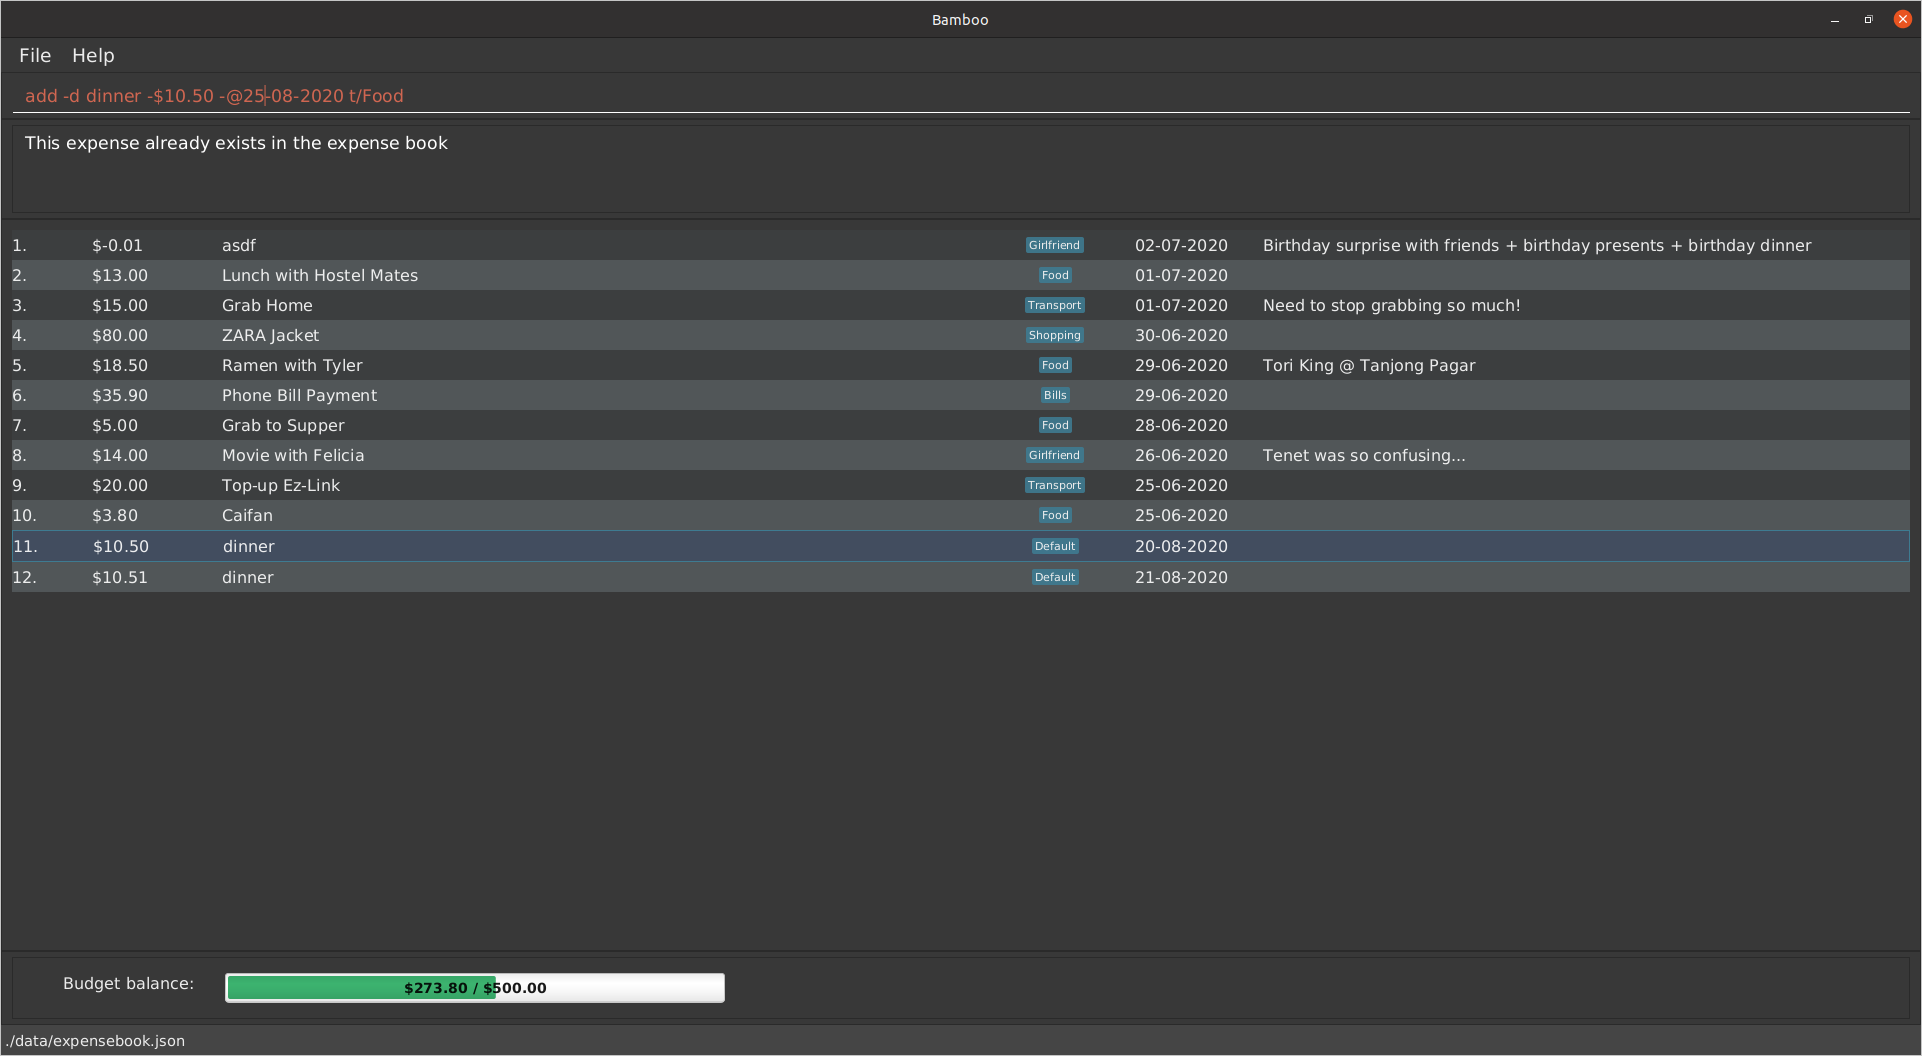 Bamboo
File Help
add -d dinner -$10.50 -@25-08-2020 t/Food
This expense already exists in the expense book
1. $-0.01 asdf Girlfriend 02-07-2020 Birthday surprise with friends + birthday presents + birthday dinner
2. $13.00 Lunch with Hostel Mates Food 01-07-2020
3. $15.00 Grab Home Transport 01-07-2020 Need to stop grabbing so much!
4. $80.00 ZARA Jacket Shopping 30-06-2020
5. $18.50 Ramen with Tyler Food 29-06-2020 Tori King @ Tanjong Pagar
6. $35.90 Phone Bill Payment Bills 29-06-2020
7. $5.00 Grab to Supper Food 28-06-2020
8. $14.00 Movie with Felicia Girlfriend 26-06-2020 Tenet was so confusing...
9. $20.00 Top-up Ez-Link Transport 25-06-2020
10. $3.80 Caifan Food 25-06-2020
11. $10.50 dinner Default 20-08-2020
12. $10.51 dinner Default 21-08-2020
Budget balance: $273.80 / $500.00
./data/expensebook.json